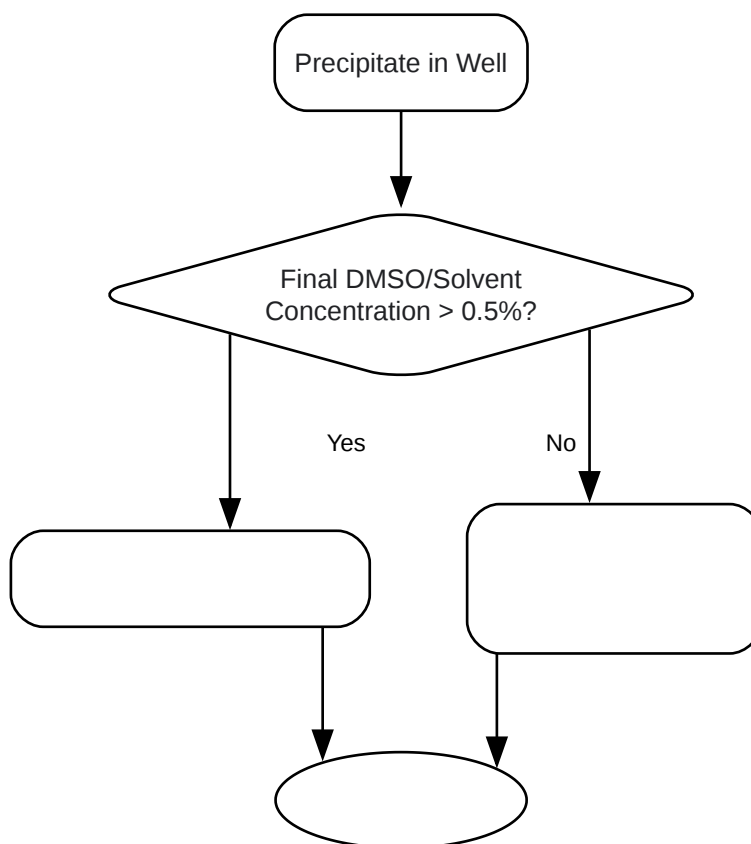 Precipitate in Well
Final DMSO/Solvent
Concentration > 0.5%?
Yes
No